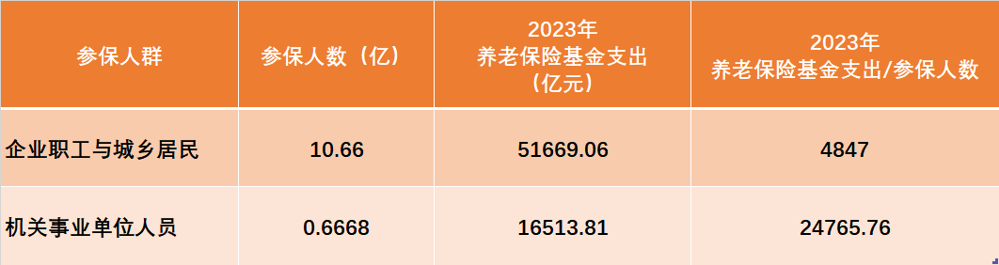 参保人群
参保人数（亿）
2023年
养老保险基金支出
（亿元）
2023年
养老保险基金支出/参保人数
企业职工与城乡居民
10.66
51669.06
4847
机关事业单位人员
0.6668
16513.81
24765.76